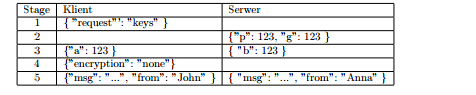 Stage Klient Serwer
1 { "request"': "keys" }
2 {"p": 123, "g": 123 }
3 {"a": 123 } { "b": 123 }
4 {"encryption": "none"}
5 {"msg": "...", "from": "John" } { "msg": "...", "from": "Anna" }